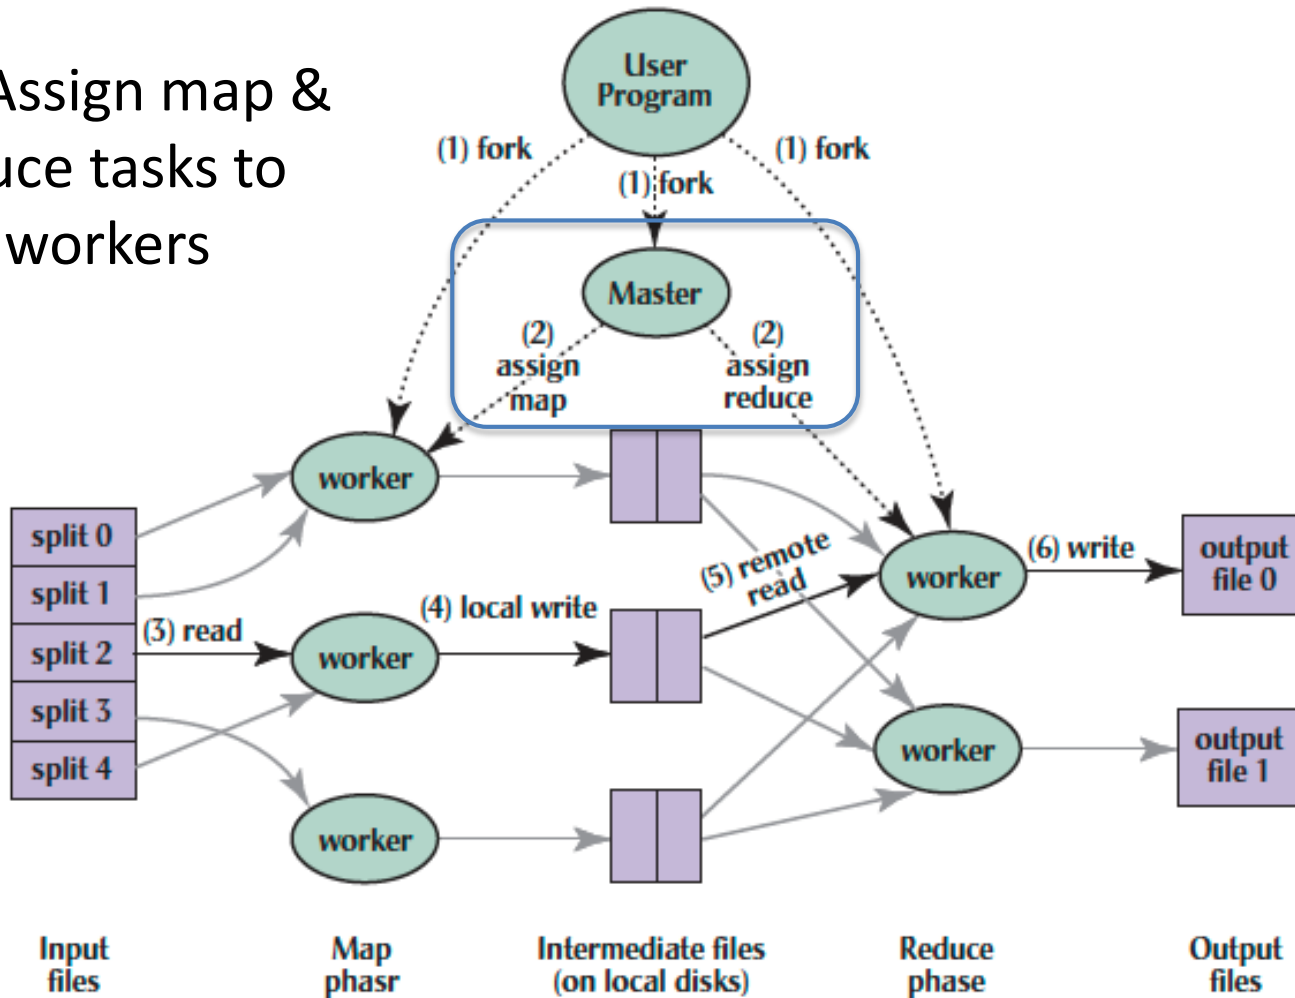 Assign map &
uce tasks to
workers
User
Program
(1) fork
(1) fork
(1) fork
Master
(2)
assign
map
(2)
assign
reduce
worker
split 0
split 1
split 2
split 3
split 4
(3) read
worker
(4) local write
(5) remote
read
worker
(6) write
output
file 0
worker
output
file 1
worker
Input
files
Map
phasr
Intermediate files
(on local disks)
Reduce
phase
Output
files